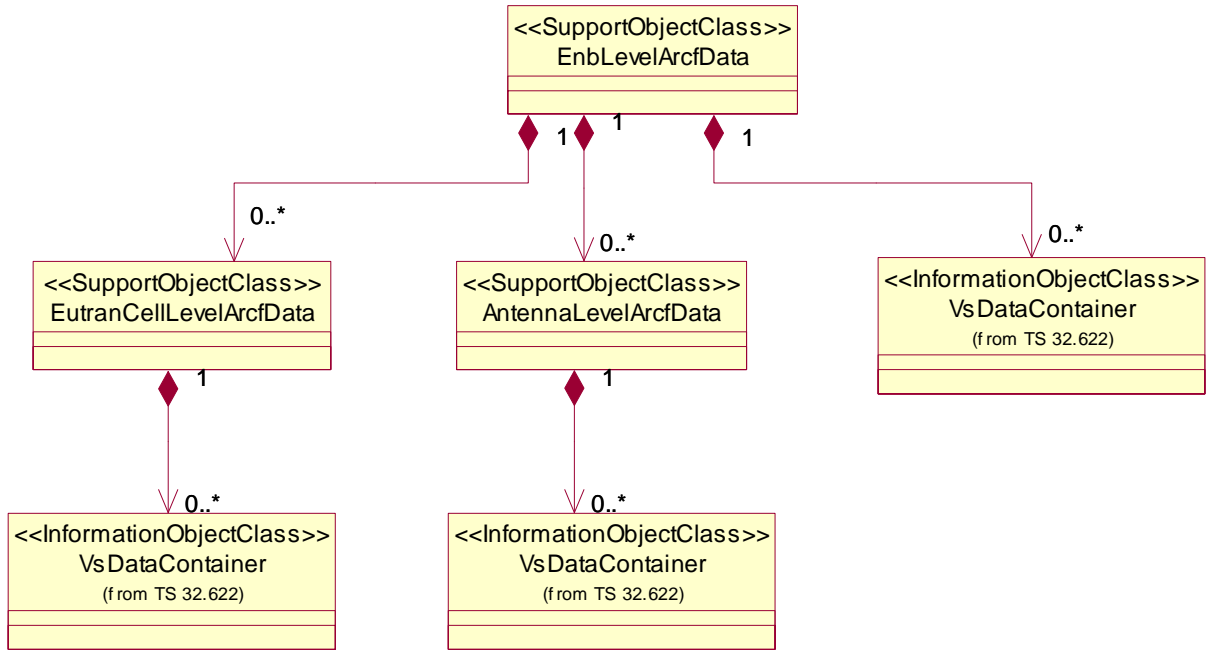 <<SupportObjectClass>>
EnbLevelArcfData
1
1
1
0..*
0..*
0..*
<<SupportObjectClass>>
EutranCellLevelArcfData
<<SupportObjectClass>>
AntennaLevelArcfData
<<InformationObjectClass>>
VsDataContainer
(from TS 32.622)
1
1
0..*
0..*
<<InformationObjectClass>>
VsDataContainer
(from TS 32.622)
<<InformationObjectClass>>
VsDataContainer
(from TS 32.622)